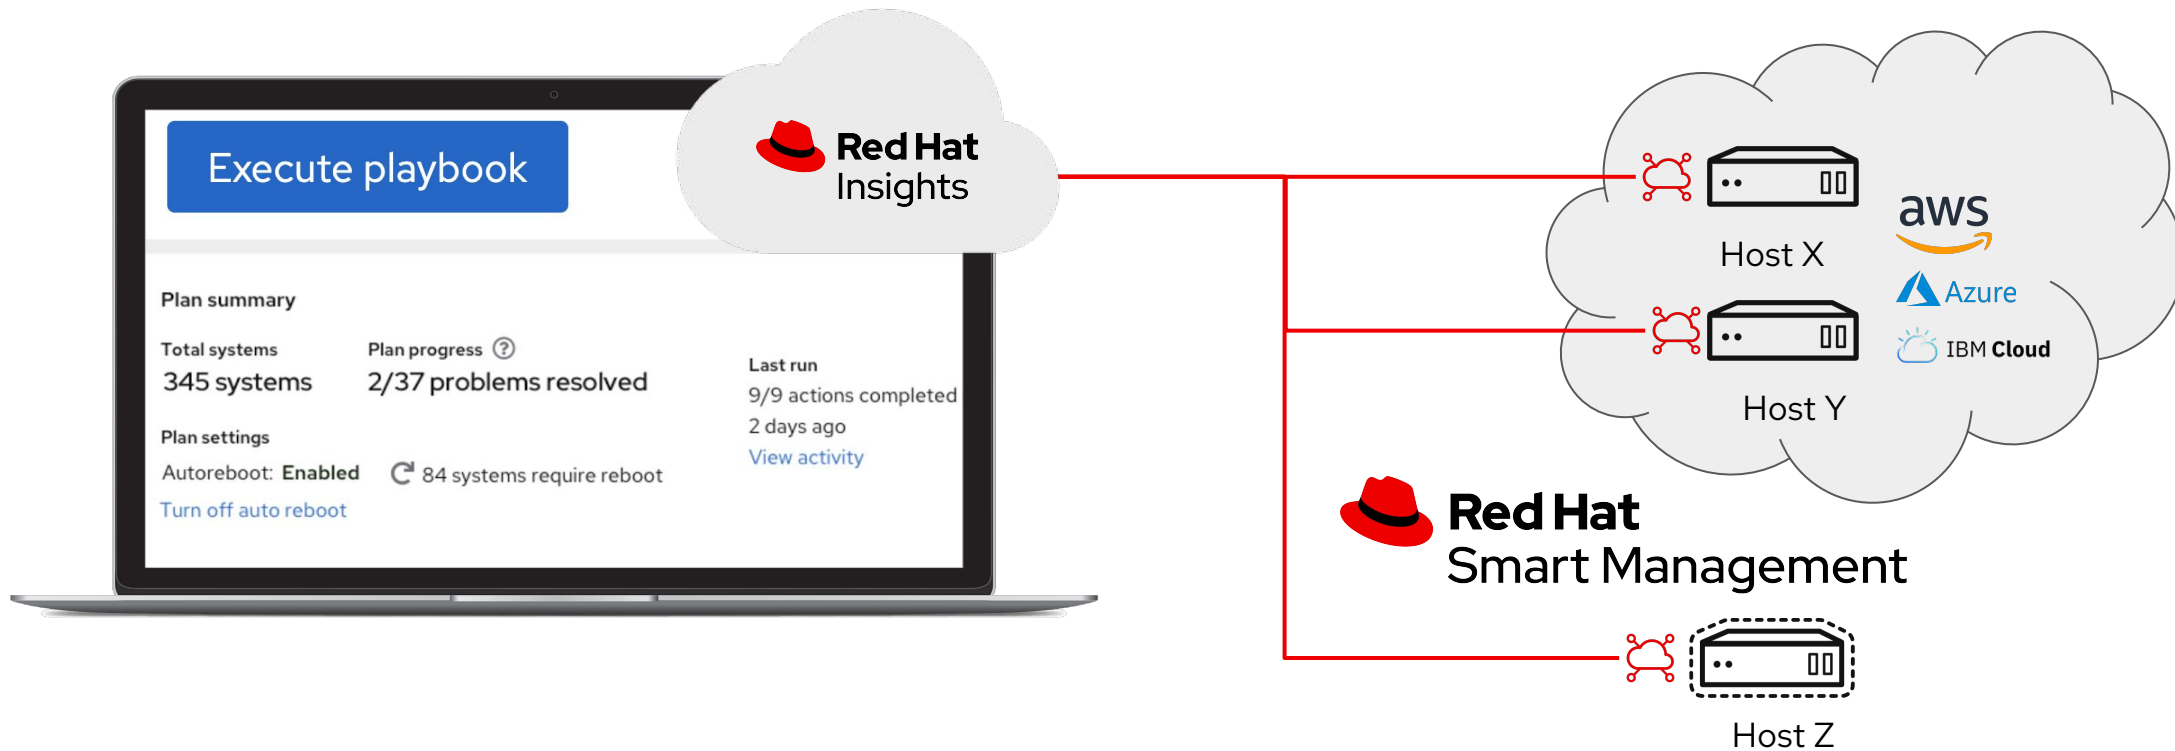 Execute playbook
Red Hat
Insights
Plan summary
Total systems
345 systems
Plan progress ?
2/37 problems resolved
Last run
9/9 actions completed
2 days ago
View activity
Plan settings
Autoreboot: Enabled
84 systems require reboot
Turn off auto reboot
Host X
aws
Azure
IBM Cloud
Host Y
Red Hat
Smart Management
Host Z